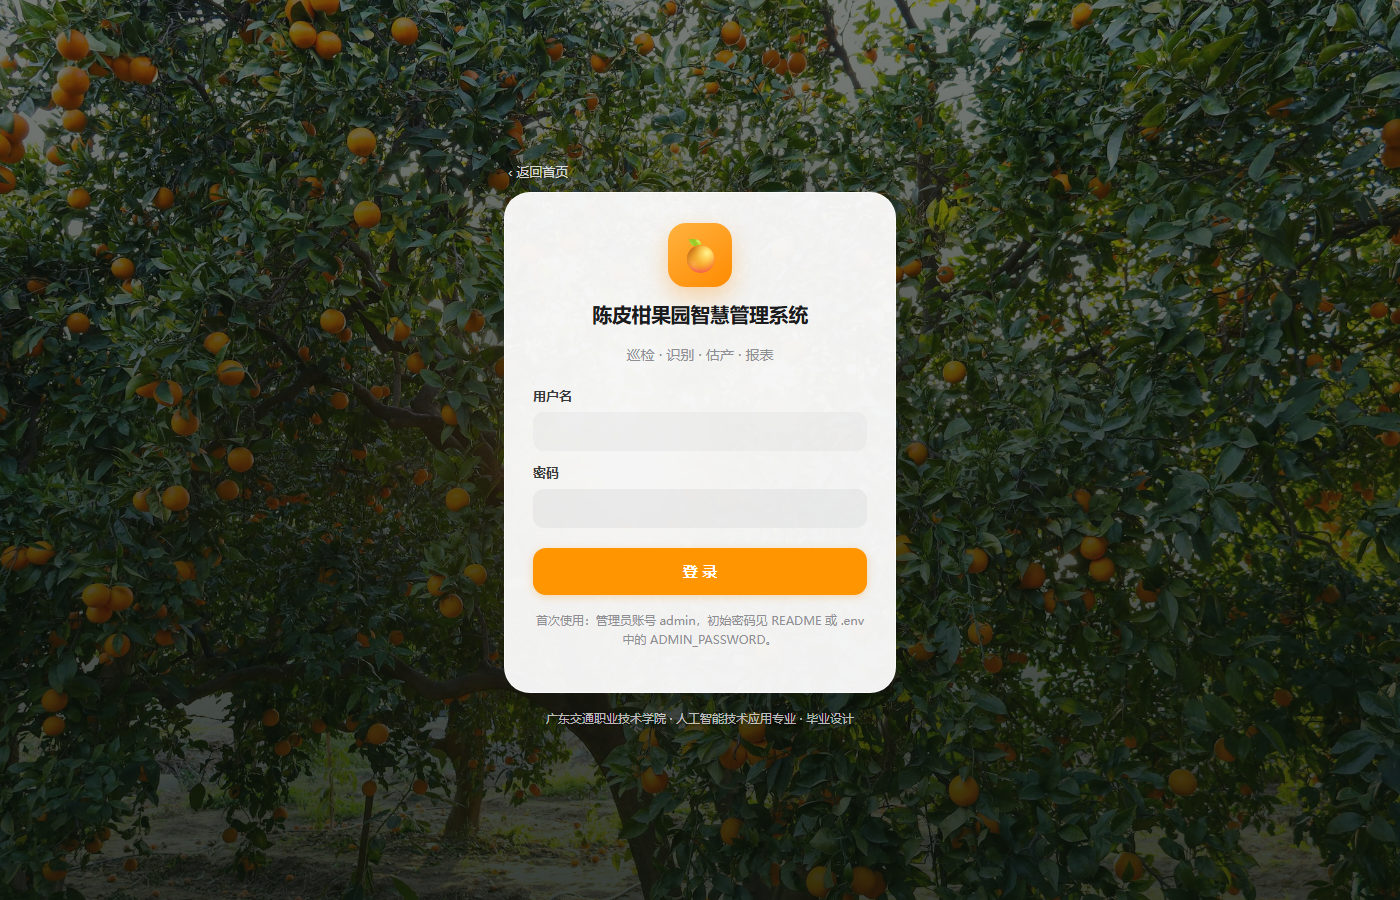 ‹ 返回首页
陈皮柑果园智慧管理系统
巡检 · 识别 · 估产 · 报表
用户名
密码
登 录
首次使用：管理员账号 admin，初始密码见 README 或 .env
中的 ADMIN_PASSWORD。
广东交通职业技术学院 · 人工智能技术应用专业 · 毕业设计